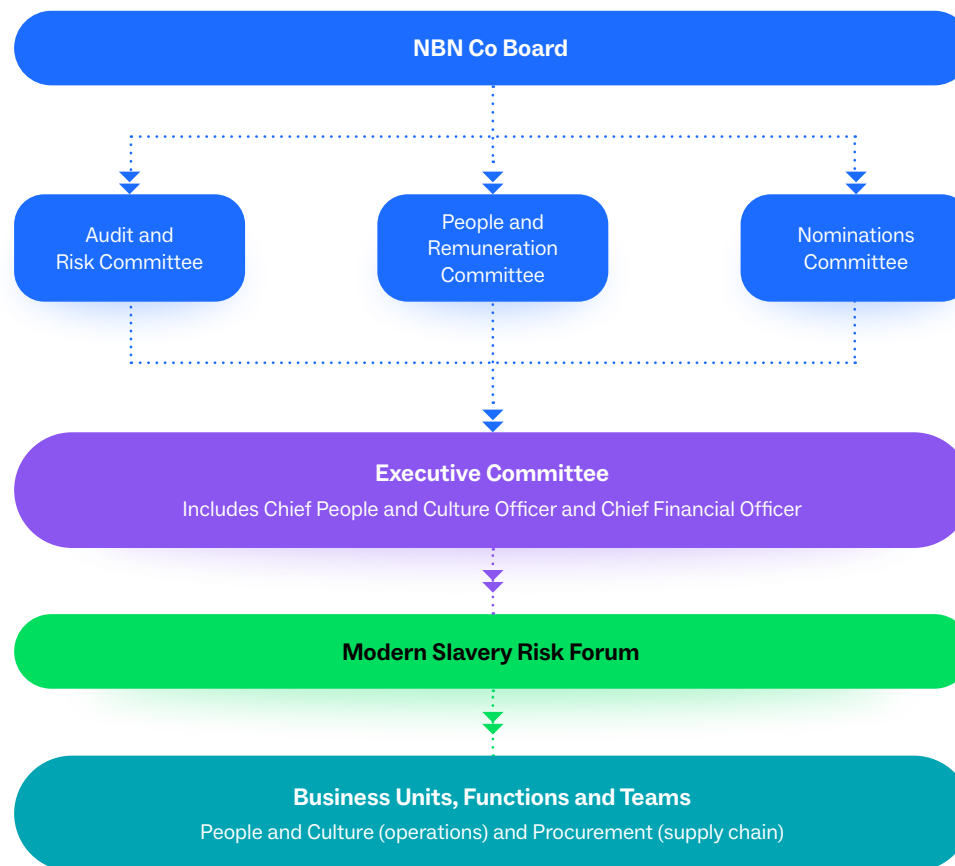 NBN Co Board
Audit and
Risk Committee
People and
Remuneration
Committee
Nominations
Committee
Executive Committee
Includes Chief People and Culture Officer and Chief Financial Officer
Modern Slavery Risk Forum
Business Units, Functions and Teams
People and Culture (operations) and Procurement (supply chain)